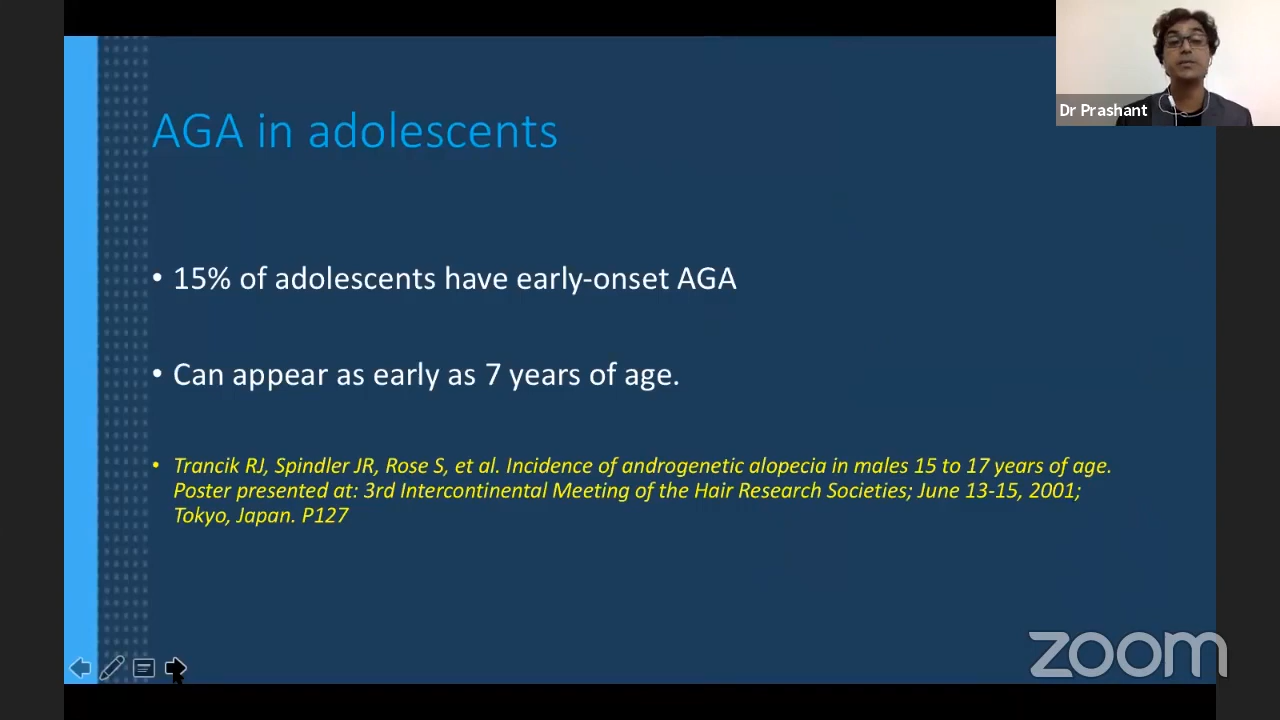 AGA in adolescents
Dr Prashant
• 15% of adolescents have early-onset AGA
• Can appear as early as 7 years of age.
• Trancik RJ, Spindler JR, Rose S, et al. Incidence of androgenetic alopecia in males 15 to 17 years of age.
Poster presented at: 3rd Intercontinental Meeting of the Hair Research Societies; June 13-15, 2001;
Tokyo, Japan. P127
zoom